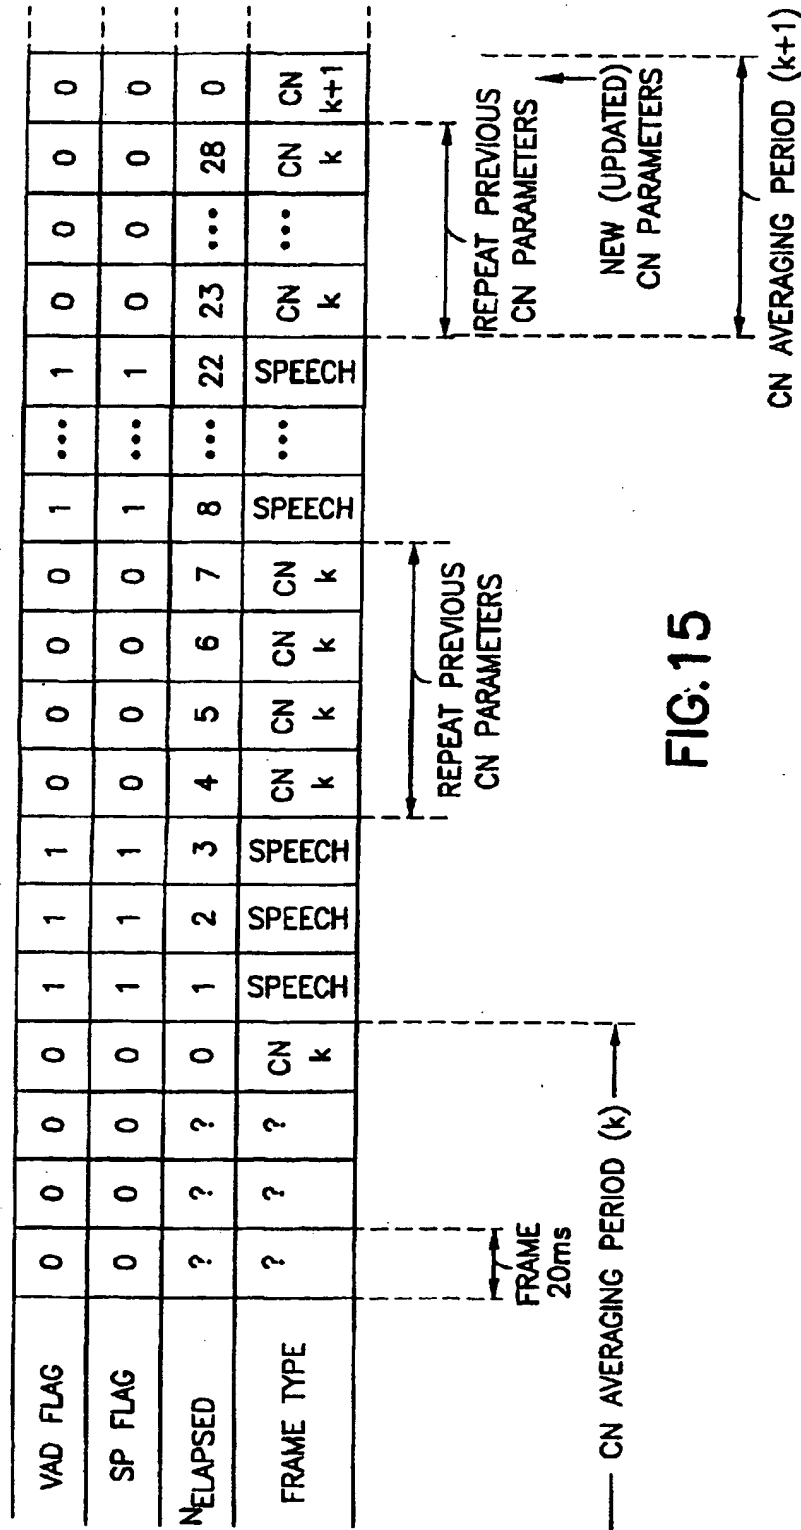 VAD FLAG 0 0 0 0 1 1 1 0 0 0 0 1 ••• 1 0 0 0 0
SP FLAG 0 0 0 0 1 1 1 0 0 0 0 1 ••• 1 0 0 0 0
NELAPSED ? ? ? 0 1 2 3 4 5 6 7 8 ••• 22 23 ••• 28 0
FRAME TYPE ? ? ? CN k SPEECH SPEECH SPEECH CN k CN k CN k CN k SPEECH ••• SPEECH CN k ••• CN k CN k+1
FRAME
20ms
REPEAT PREVIOUS
CN PARAMETERS
REPEAT PREVIOUS
CN PARAMETERS
NEW (UPDATED)
CN PARAMETERS
CN AVERAGING PERIOD (k)
CN AVERAGING PERIOD (k+1)
FIG.15